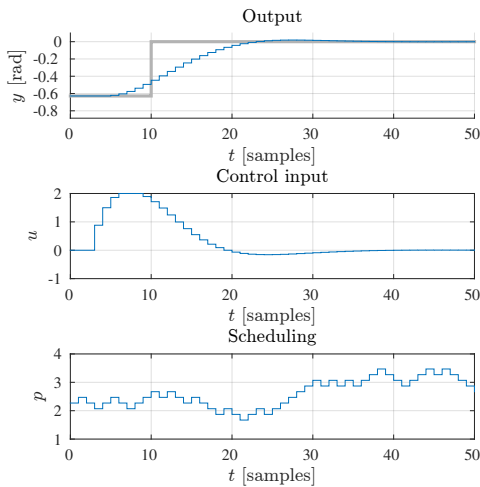 Output
0
-0.2
-0.4
-0.6
-0.8
y [rad]
0 10 20 30 40 50
t [samples]
Control input
2
1
0
-1
u
0 10 20 30 40 50
t [samples]
Scheduling
4
3
2
1
p
0 10 20 30 40 50
t [samples]